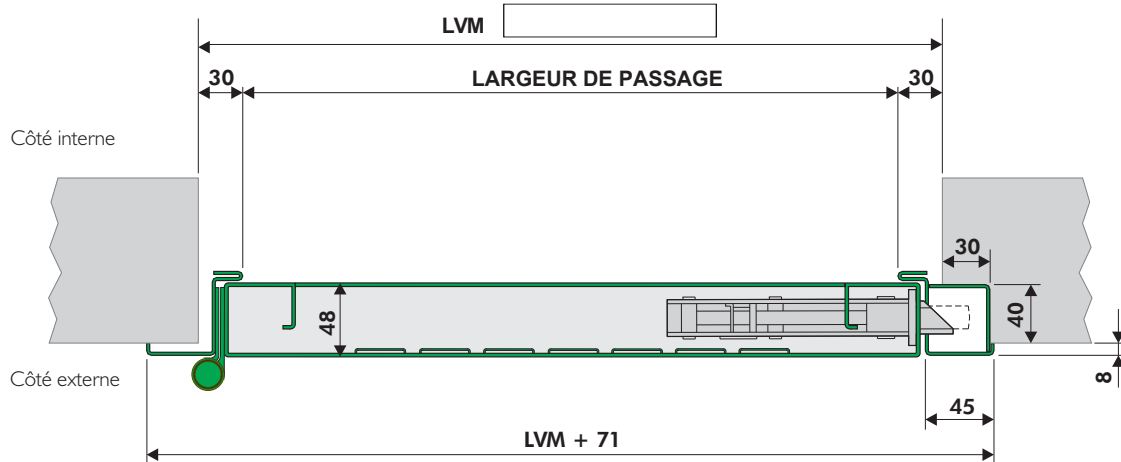 LVM
30
LARGEUR DE PASSAGE
30
Côté interne
30
48
40
Côté externe
8
45
LVM + 71